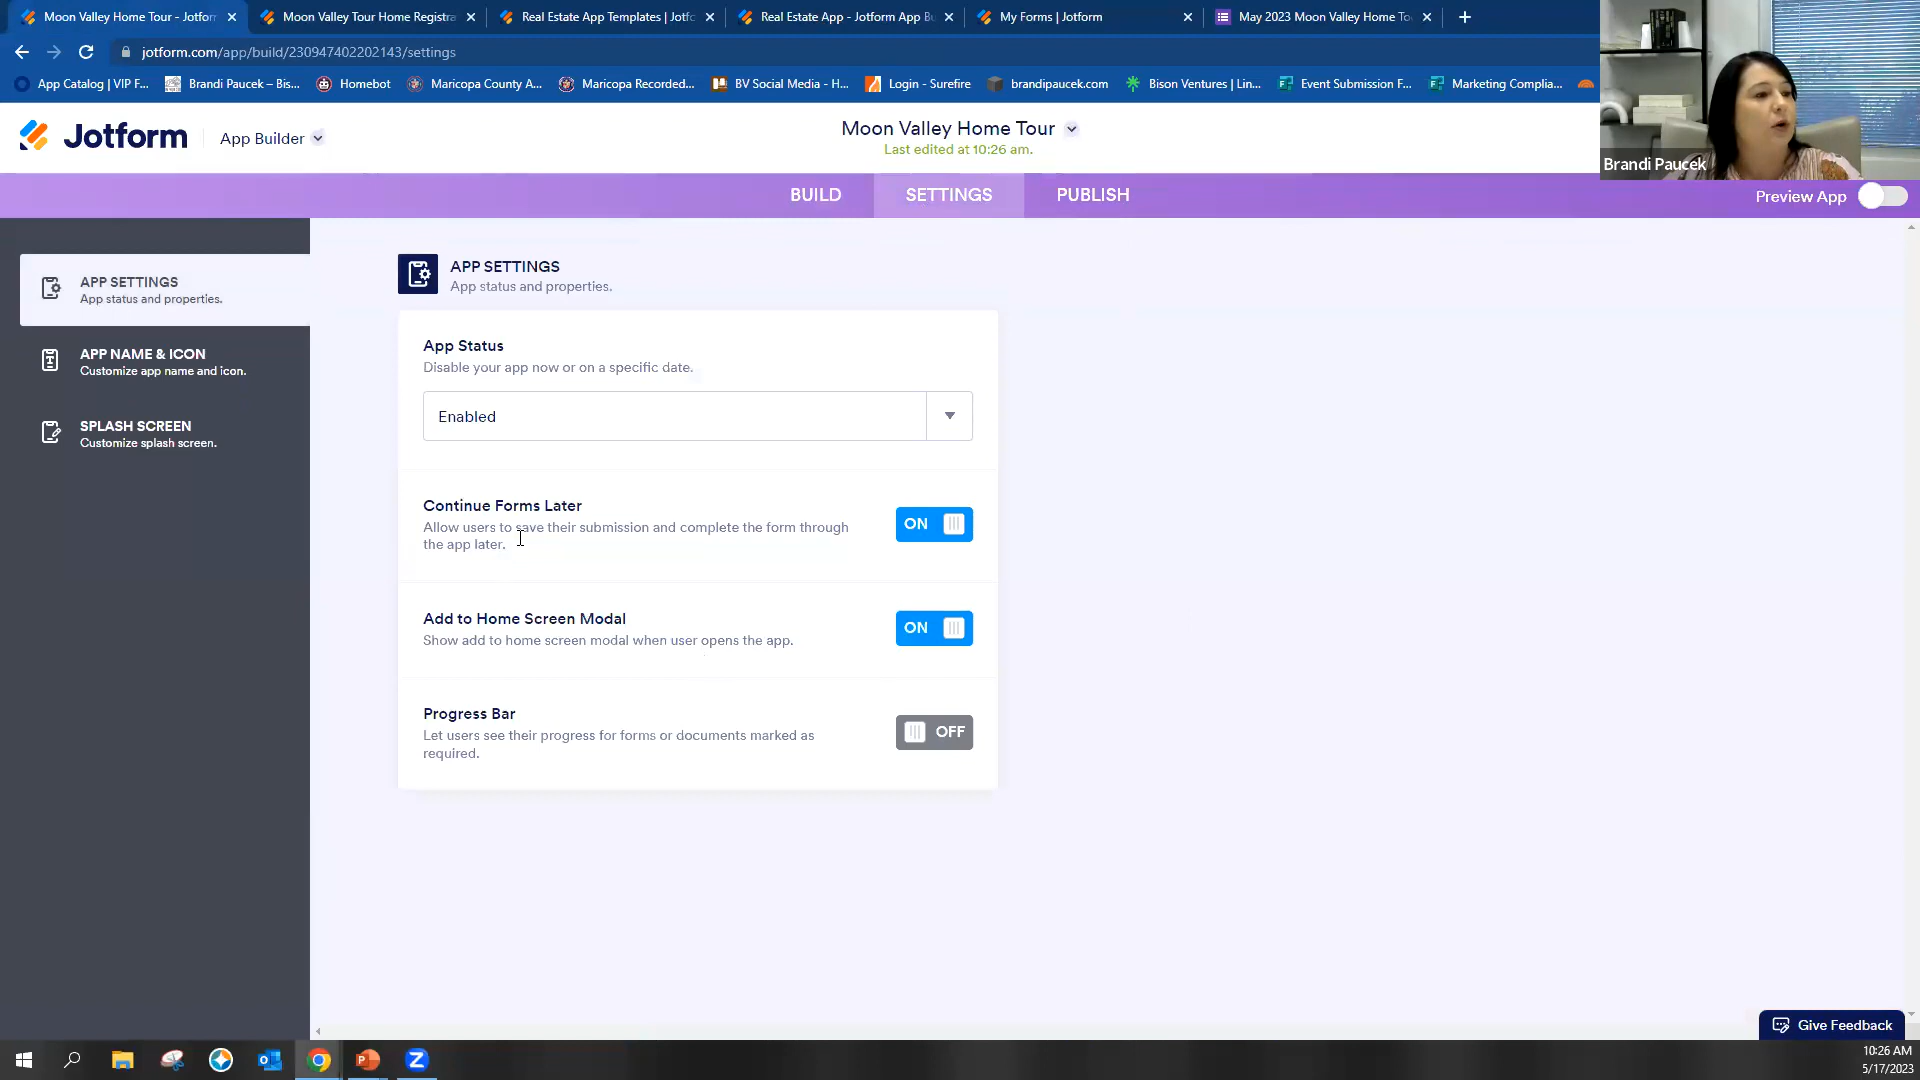 Moon Valley Home Tour - Jotfor
Moon Valley Tour Home Registra
Real Estate App Templates | Jotfo
Real Estate App - Jotform App Bu
My Forms | Jotform
May 2023 Moon Valley Home To
jotform.com/app/build/230947402202143/settings
App Catalog | VIP F...
Brandi Paucek – Bis...
Homebot
Maricopa County A...
Maricopa Recorded...
BV Social Media - H...
Login - Surefire
brandipaucek.com
Bison Ventures | Lin...
Event Submission F...
Marketing Complia...
Brandi Paucek
Jotform
App Builder
Moon Valley Home Tour
Last edited at 10:26 am.
BUILD
SETTINGS
PUBLISH
Preview App
APP SETTINGS
App status and properties.
APP NAME & ICON
Customize app name and icon.
SPLASH SCREEN
Customize splash screen.
APP SETTINGS
App status and properties.
App Status
Disable your app now or on a specific date.
Enabled
Continue Forms Later
Allow users to save their submission and complete the form through
the app later.
ON
Add to Home Screen Modal
Show add to home screen modal when user opens the app.
ON
Progress Bar
Let users see their progress for forms or documents marked as
required.
OFF
Give Feedback
10:26 AM
5/17/2023